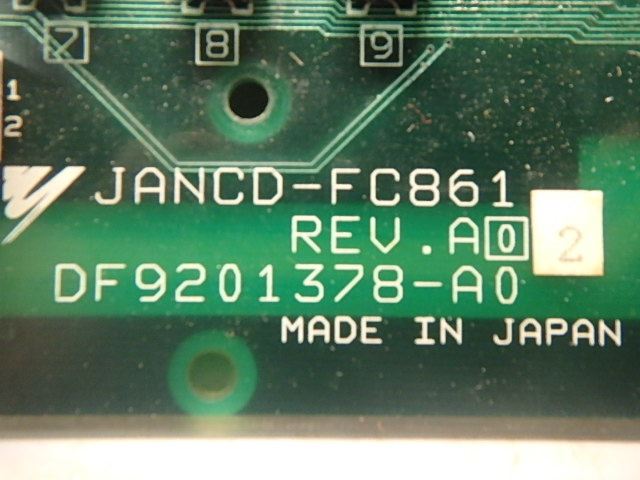 7 8 9
1
2
JANCD-FC861
REV.A0 2
DF9201378-A0
MADE IN JAPAN